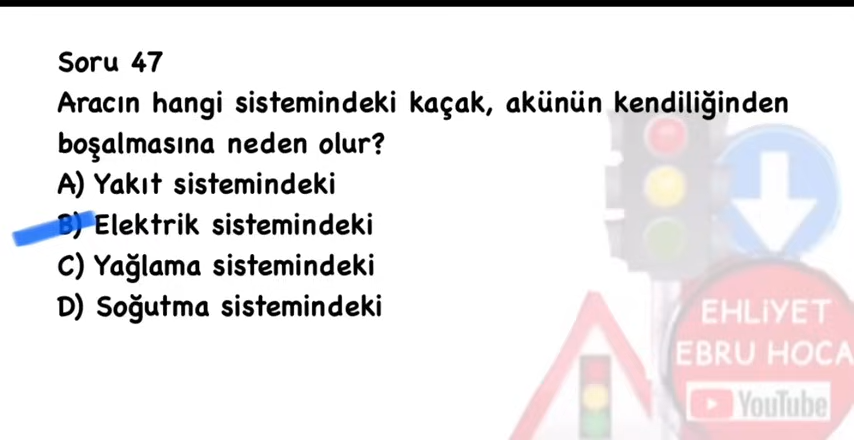 Soru 47
Aracın hangi sistemindeki kaçak, akünün kendiliğinden
boşalmasına neden olur?
A) Yakıt sistemindeki
B) Elektrik sistemindeki
C) Yağlama sistemindeki
D) Soğutma sistemindeki
EHLİYET
EBRU HOCA
YouTube